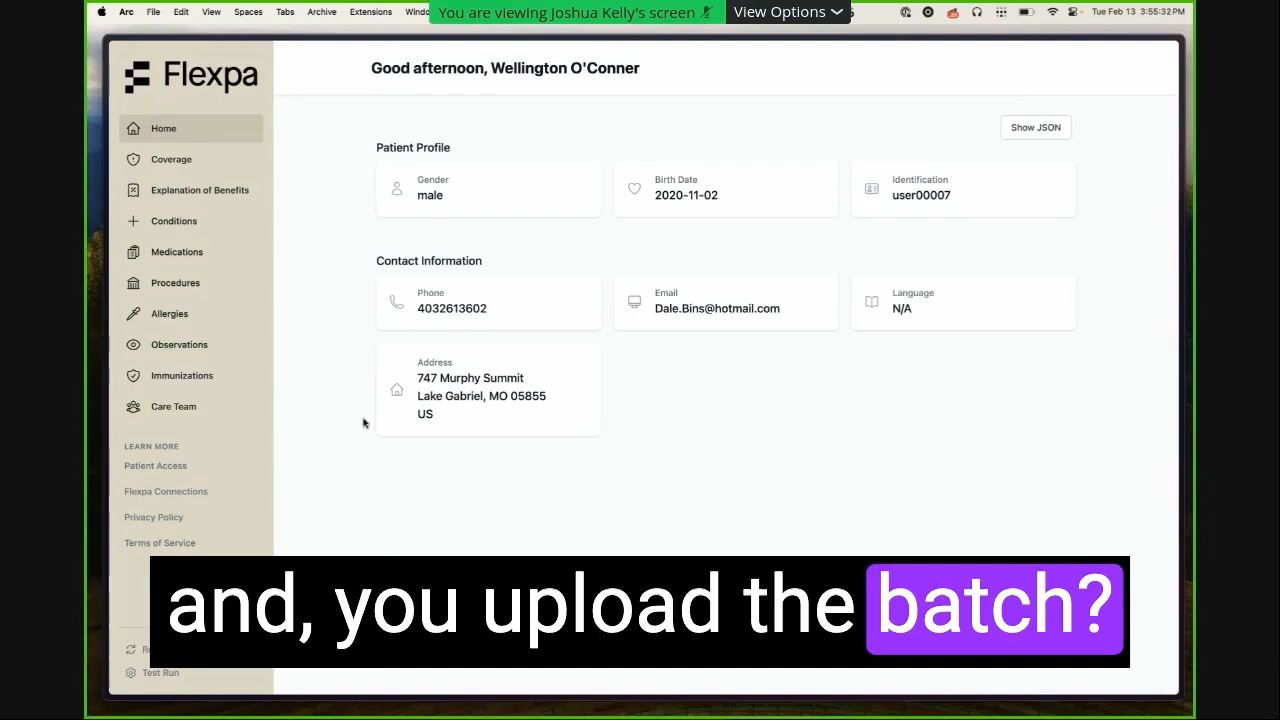 Arc File Edit View Spaces Tabs Archive Extensions
You are viewing Joshua Kelly's screen
View Options
Tue Feb 13 3:55:32 PM
Flexpa
Good afternoon, Wellington O'Conner
Home
Coverage
Explanation of Benefits
Conditions
Medications
Procedures
Allergies
Observations
Immunizations
Care Team
LEARN MORE
Patient Access
Flexpa Connections
Privacy Policy
Terms of Service
Test Run
Show JSON
Patient Profile
Gender
male
Birth Date
2020-11-02
Identification
user00007
Contact Information
Phone
4032613602
Email
Dale.Bins@hotmail.com
Language
N/A
Address
747 Murphy Summit
Lake Gabriel, MO 05855
US
and, you upload the batch?